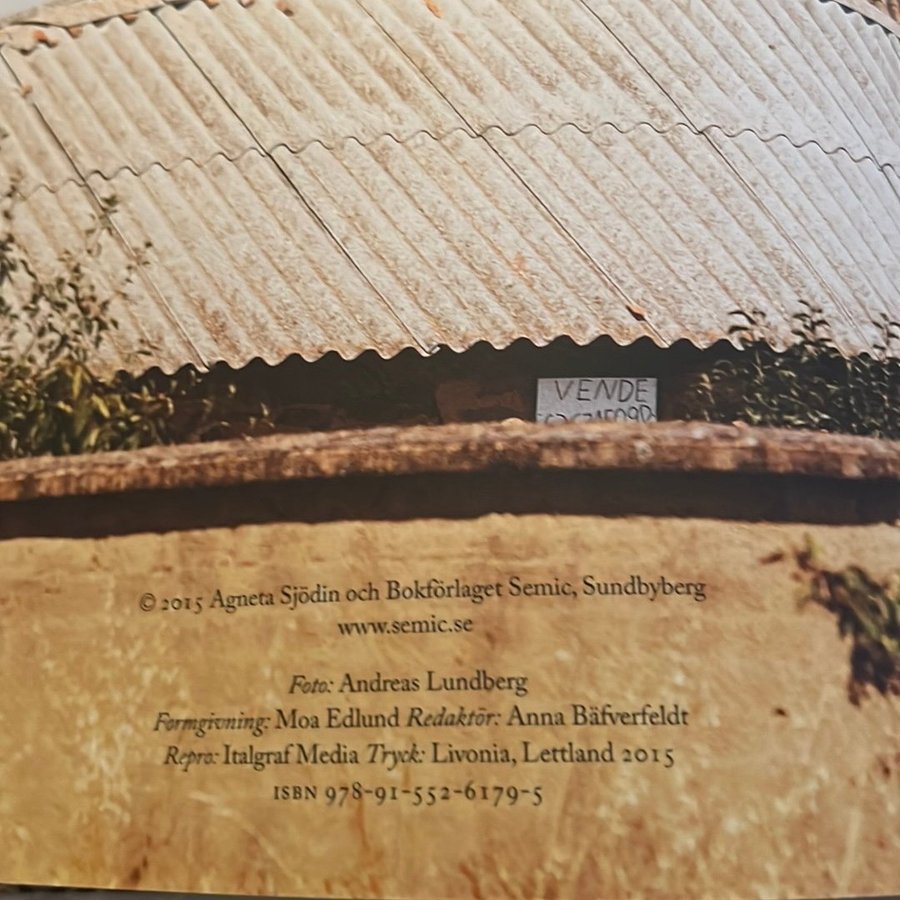 VENDE
© 2015 Agneta Sjödin och Bokförlaget Semic, Sundbyberg
www.semic.se
Foto: Andreas Lundberg
Formgivning: Moa Edlund Redaktör: Anna Bäfverfeldt
Repro: Italgraf Media Tryck: Livonia, Lettland 2015
ISBN 978-91-552-6179-5